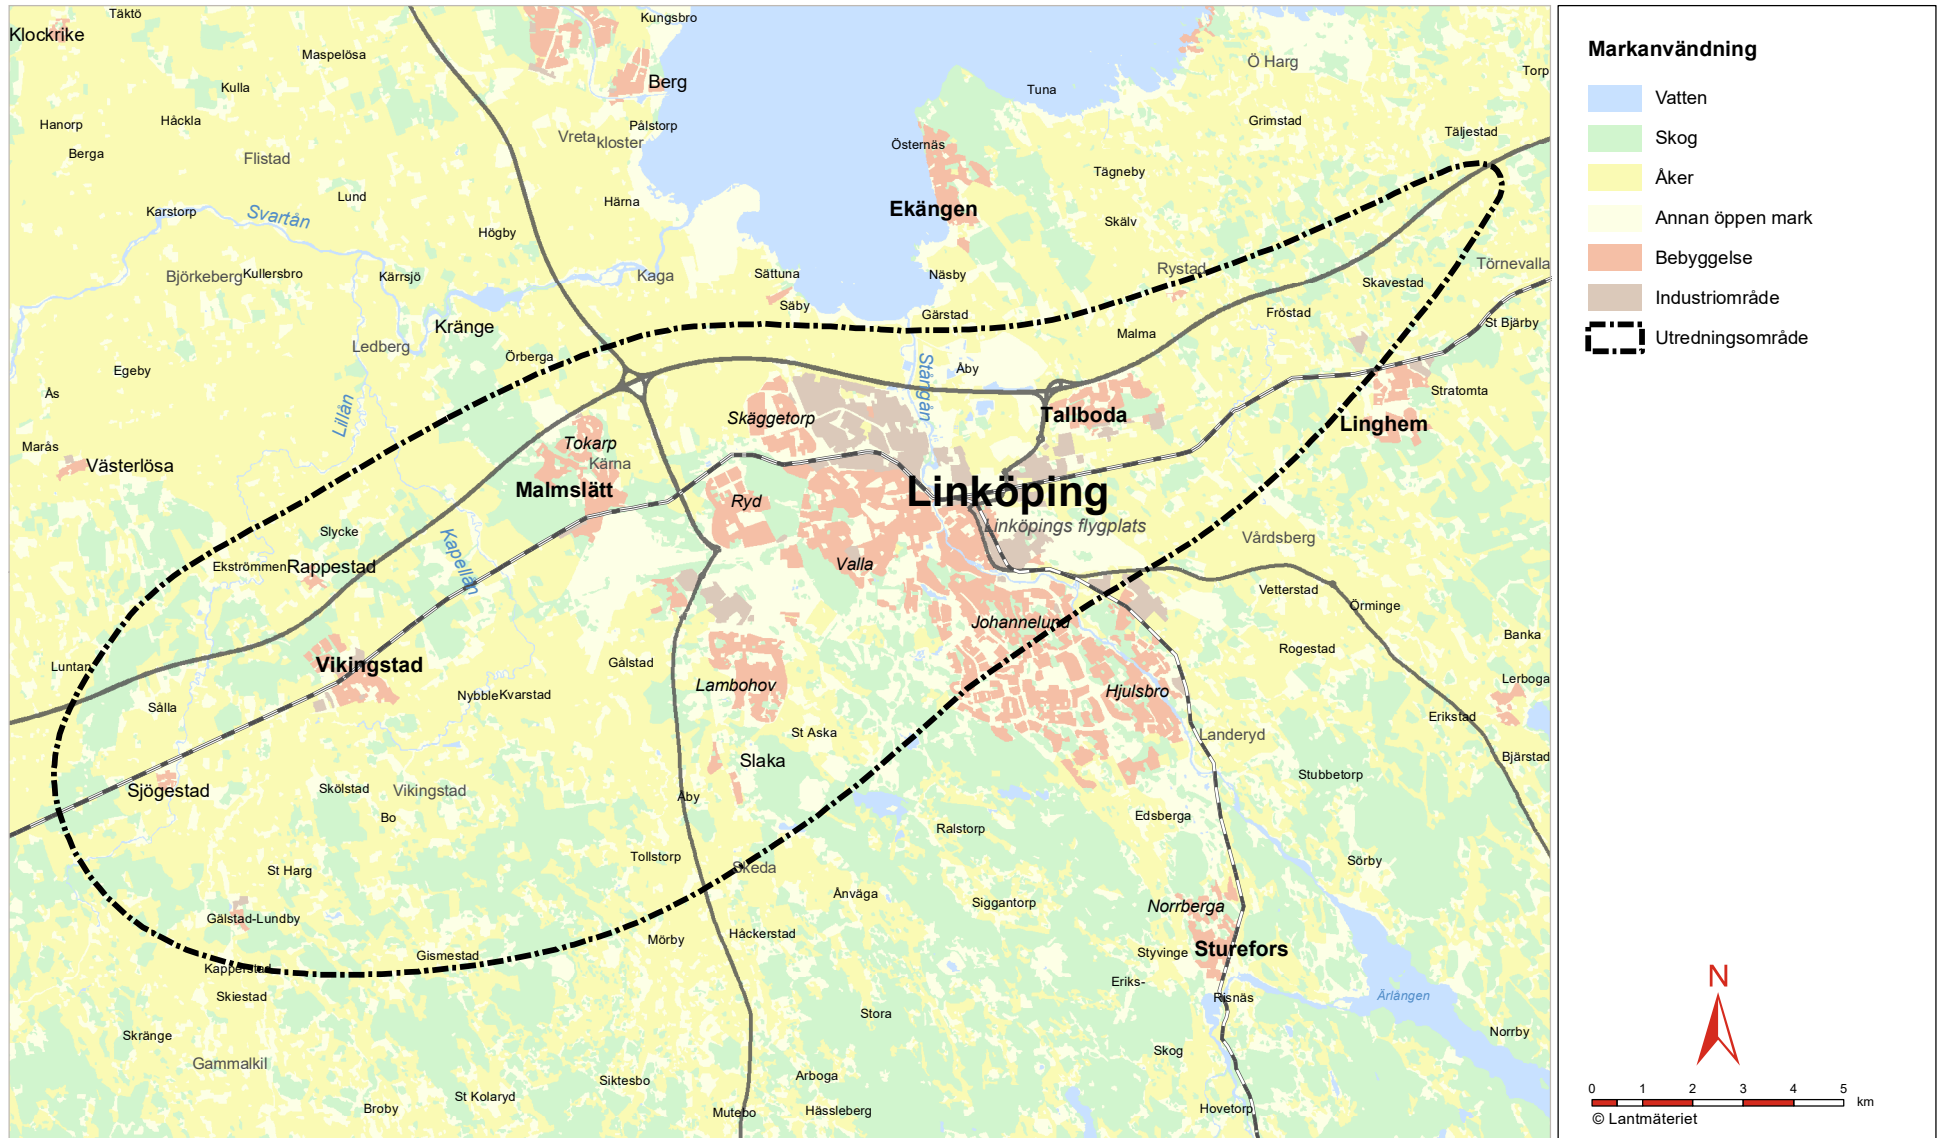 Täktö
Kungsbro
Klockrike
Maspelösa
Ö Harg
Torp
Kulla
Berg
Tuna
Hanorp
Håckla
Pålstorp
Grimstad
Täljestad
Berga
Flistad
Vreta kloster
Östernäs
Tägneby
Lund
Härna
Ekängen
Karstorp
Svartån
Skälv
Högby
Björkeberg
Kullersbro
Kärrsjö
Kaga
Sättuna
Näsby
Rystad
Törnevalla
Skavestad
Säby
Gärstad
Fröstad
St Bjärby
Kränge
Malma
Ledberg
Örberga
Egeby
Åby
Ås
Stångån
Stratomta
Lillån
Skäggetorp
Tallboda
Linghem
Marås
Tokarp
Kärna
Västerlösa
Malmslätt
Ryd
Linköping
Linköpings flygplats
Slycke
Vårdsberg
Kapellån
Ekströmmen
Rappestad
Valla
Vetterstad
Örminge
Johannelund
Banka
Luntan
Vikingstad
Gålstad
Rogestad
Lambohov
Hjulsbro
Lerboga
Nybble
Kvarstad
Sålla
Erikstad
St Aska
Landeryd
Slaka
Bjärstad
Sjögestad
Skölstad
Vikingstad
Åby
Stubbetorp
Bo
Edsberga
Ralstorp
Tollstorp
Skeda
Sörby
St Harg
Ånväga
Siggantorp
Norrberga
Gälstad-Lundby
Håckerstad
Mörby
Gismestad
Styvinge
Sturefors
Kapperstad
Eriks-
Skiestad
Risnäs
Ärlången
Stora
Skränge
Norrby
Gammalkil
Skog
Siktesbo
Arboga
St Kolaryd
Broby
Mutebo
Hässleberg
Hovetorp
Markanvändning
Vatten
Skog
Åker
Annan öppen mark
Bebyggelse
Industriområde
Utredningsområde
N
0 1 2 3 4 5
km
© Lantmäteriet